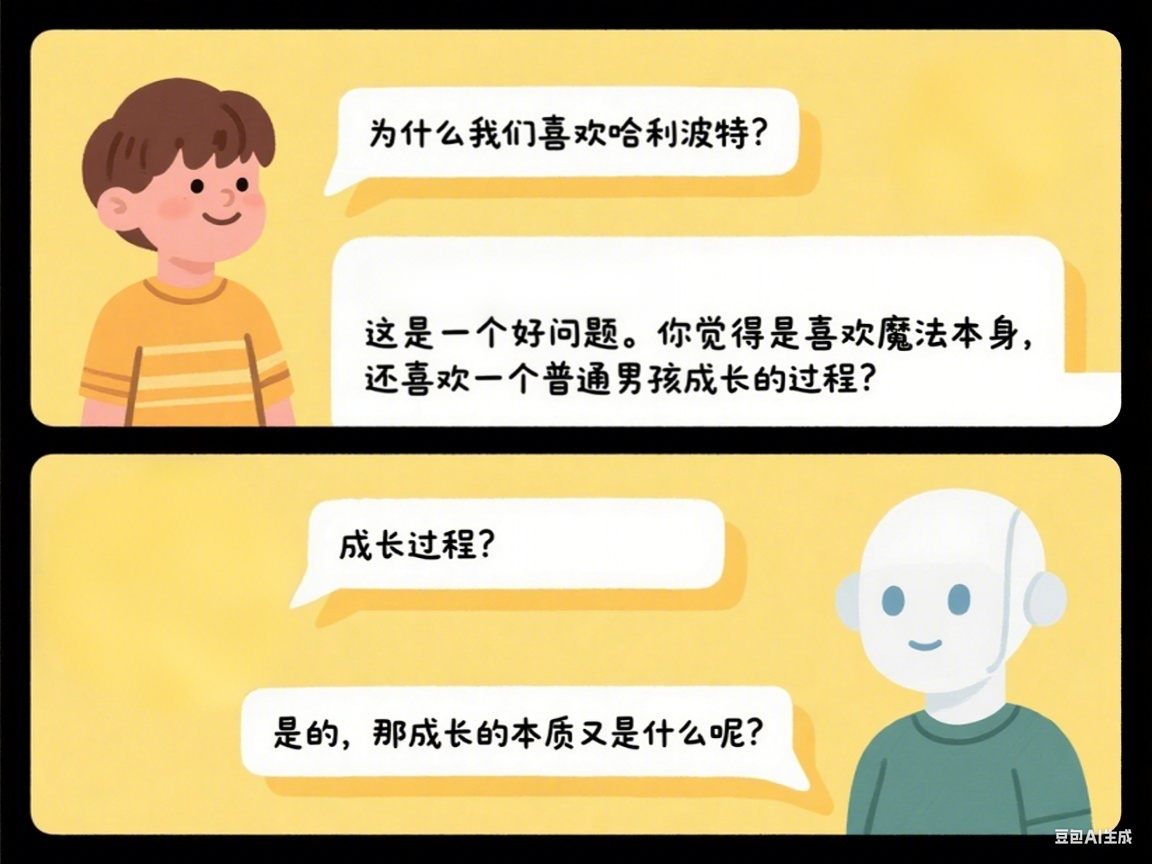 为什么我们喜欢哈利波特？
这是一个好问题。你觉得是喜欢魔法本身，
还喜欢一个普通男孩成长的过程？
成长过程？
是的，那成长的本质又是什么呢？
豆包AI生成